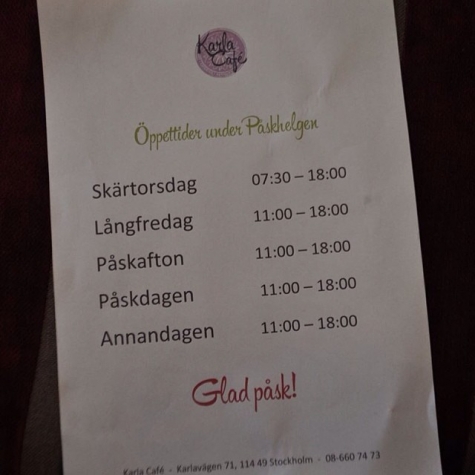 Karla
Café
Öppettider under Påskhelgen
Skärtorsdag 07:30 – 18:00
Långfredag 11:00 – 18:00
Påskafton 11:00 – 18:00
Påskdagen 11:00 – 18:00
Annandagen 11:00 – 18:00
Glad påsk!
Karla Café - Karlavägen 71, 114 49 Stockholm - 08-660 74 73